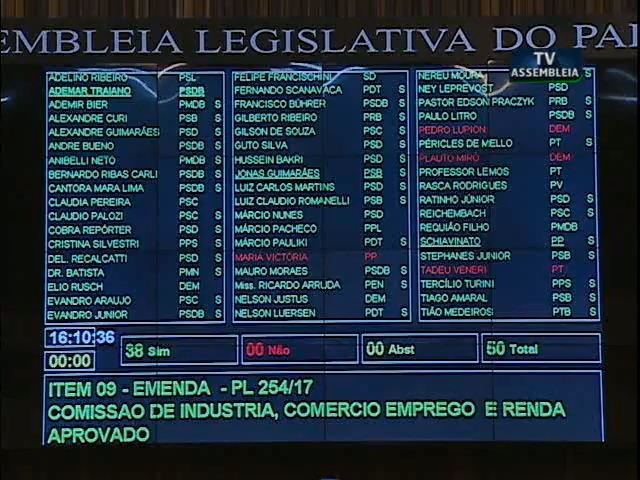 EMBLEIA LEGISLATIVA DO PA
TV
ASSEMBLEIA
ADELINO RIBEIRO PSL
ADEMAR TRAIANO PSDB
ADEMIR BIER PMDB S
ALEXANDRE CURI PSB S
ALEXANDRE GUIMARÃES PSD S
ANDRE BUENO PSDB S
ANIBELLI NETO PMDB S
BERNARDO RIBAS CARLI PSDB S
CANTORA MARA LIMA PSDB S
CLAUDIA PEREIRA PSC
CLAUDIO PALOZI PSC S
COBRA REPÓRTER PSD S
CRISTINA SILVESTRI PPS S
DEL. RECALCATTI PSD S
DR. BATISTA PMN S
ELIO RUSCH DEM
EVANDRO ARAUJO PSC S
EVANDRO JUNIOR PSDB S
FELIPE FRANCISCHINI SD S
FERNANDO SCANAVACA PDT S
FRANCISCO BÜHRER PSDB S
GILBERTO RIBEIRO PRB S
GILSON DE SOUZA PSC S
GUTO SILVA PSD S
HUSSEIN BAKRI PSD S
JONAS GUIMARÃES PSB S
LUIZ CARLOS MARTINS PSD S
LUIZ CLAUDIO ROMANELLI PSB S
MÁRCIO NUNES PSD
MÁRCIO PACHECO PPL
MÁRCIO PAULIKI PDT S
MARIA VICTÓRIA PP
MAURO MORAES PSDB S
Miss. RICARDO ARRUDA PEN S
NELSON JUSTUS DEM
NELSON LUERSEN PDT S
NEREU MOURA S
NEY LEPREVOST PSD
PASTOR EDSON PRACZYK PRB S
PAULO LITRO PSDB S
PEDRO LUPION DEM
PÉRICLES DE MELLO PT S
PLAUTO MIRÓ DEM
PROFESSOR LEMOS PT
RASCA RODRIGUES PV
RATINHO JÚNIOR PSD S
REICHEMBACH PSC S
REQUIÃO FILHO PMDB
SCHIAVINATO PP S
STEPHANES JUNIOR PSB S
TADEU VENERI PT
TERCÍLIO TURINI PPS S
TIAGO AMARAL PSB S
TIÃO MEDEIROS PTB S
16:10:36
00:00
38 Sim 00 Não 00 Abst 50 Total
ITEM 09 - EMENDA - PL 254/17
COMISSAO DE INDUSTRIA, COMERCIO EMPREGO E RENDA
APROVADO